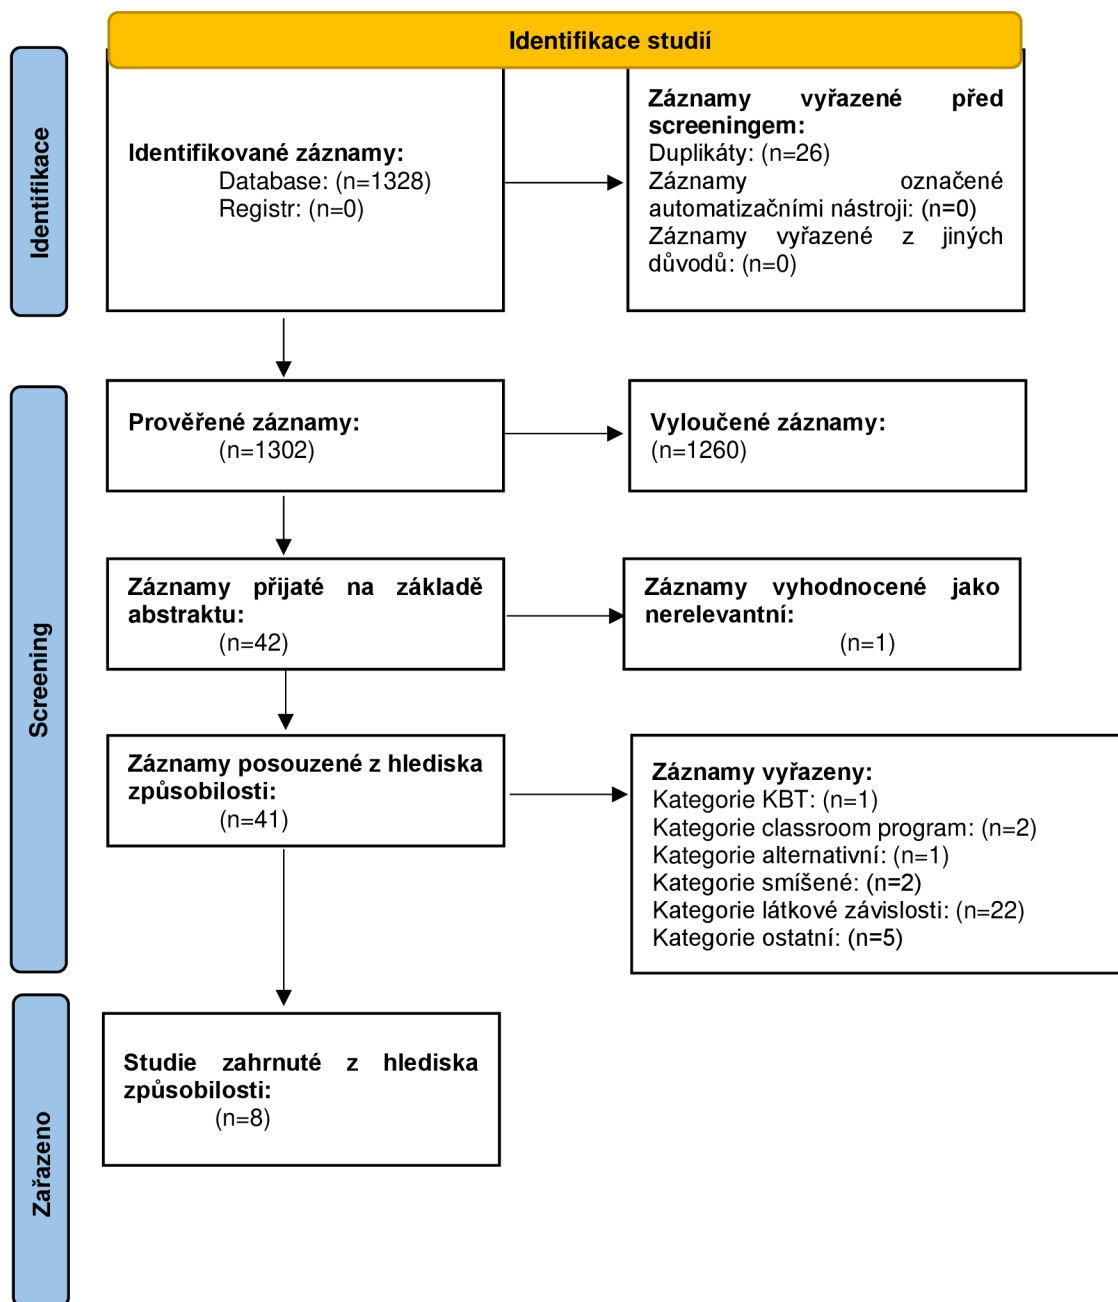 Identifikace studií
Identifikace
Identifikované záznamy:
Database: (n=1328)
Registr: (n=0)
Záznamy vyřazené před
screeningem:
Duplikáty: (n=26)
Záznamy označené
automatizačními nástroji: (n=0)
Záznamy vyřazené z jiných
důvodů: (n=0)
Screening
Prověřené záznamy:
(n=1302)
Vyloučené záznamy:
(n=1260)
Záznamy přijaté na základě
abstraktu:
(n=42)
Záznamy vyhodnocené jako
nerelevantní:
(n=1)
Záznamy posouzené z hlediska
způsobilosti:
(n=41)
Záznamy vyřazeny:
Kategorie KBT: (n=1)
Kategorie classroom program: (n=2)
Kategorie alternativní: (n=1)
Kategorie smíšené: (n=2)
Kategorie látkové závislosti: (n=22)
Kategorie ostatní: (n=5)
Zařazeno
Studie zahrnuté z hlediska
způsobilosti:
(n=8)